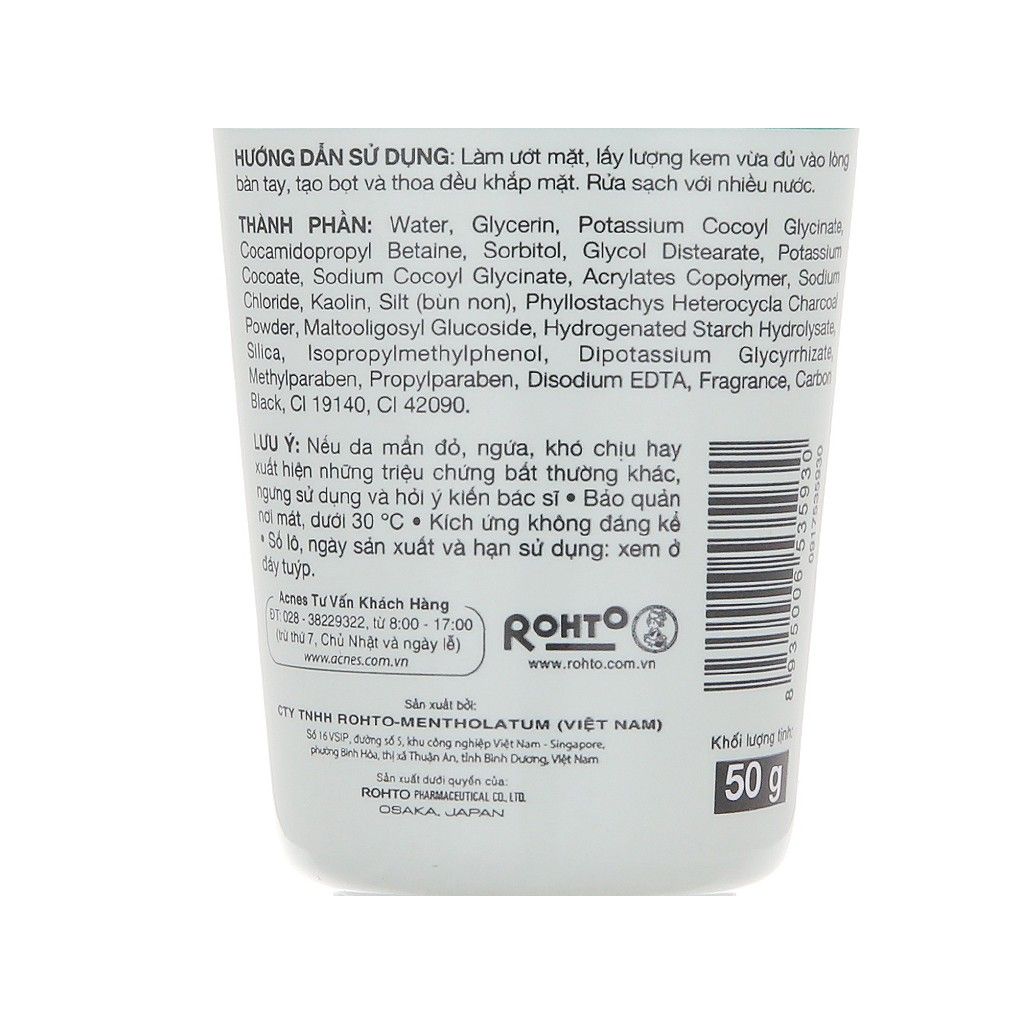 HƯỚNG DẪN SỬ DỤNG: Làm ướt mặt, lấy lượng kem vừa đủ vào lòng
bàn tay, tạo bọt và thoa đều khắp mặt. Rửa sạch với nhiều nước.
THÀNH PHẦN: Water, Glycerin, Potassium Cocoyl Glycinate,
Cocamidopropyl Betaine, Sorbitol, Glycol Distearate, Potassium
Cocoate, Sodium Cocoyl Glycinate, Acrylates Copolymer, Sodium
Chloride, Kaolin, Silt (bùn non), Phyllostachys Heterocycla Charcoal
Powder, Maltooligosyl Glucoside, Hydrogenated Starch Hydrolysate,
Silica, Isopropylmethylphenol, Dipotassium Glycyrrhizate,
Methylparaben, Propylparaben, Disodium EDTA, Fragrance, Carbon
Black, CI 19140, CI 42090.
LƯU Ý: Nếu da mẩn đỏ, ngứa, khó chịu hay
xuất hiện những triệu chứng bất thường khác,
ngưng sử dụng và hỏi ý kiến bác sĩ • Bảo quản
nơi mát, dưới 30 °C • Kích ứng không đáng kể
• Số lô, ngày sản xuất và hạn sử dụng: xem ở
đáy tuýp.
Acnes Tư Vấn Khách Hàng
ĐT: 028 - 38229322, từ 8:00 - 17:00
(trừ thứ 7, Chủ Nhật và ngày lễ)
www.acnes.com.vn
ROHTO
www.rohto.com.vn
8 935006 535930
0917535930
Sản xuất bởi:
CTY TNHH ROHTO-MENTHOLATUM (VIỆT NAM)
Số 16 VSIP, đường số 5, khu công nghiệp Việt Nam - Singapore,
phường Bình Hòa, thị xã Thuận An, tỉnh Bình Dương, Việt Nam
Sản xuất dưới quyền của:
ROHTO PHARMACEUTICAL CO., LTD.
OSAKA, JAPAN
Khối lượng tịnh:
50 g